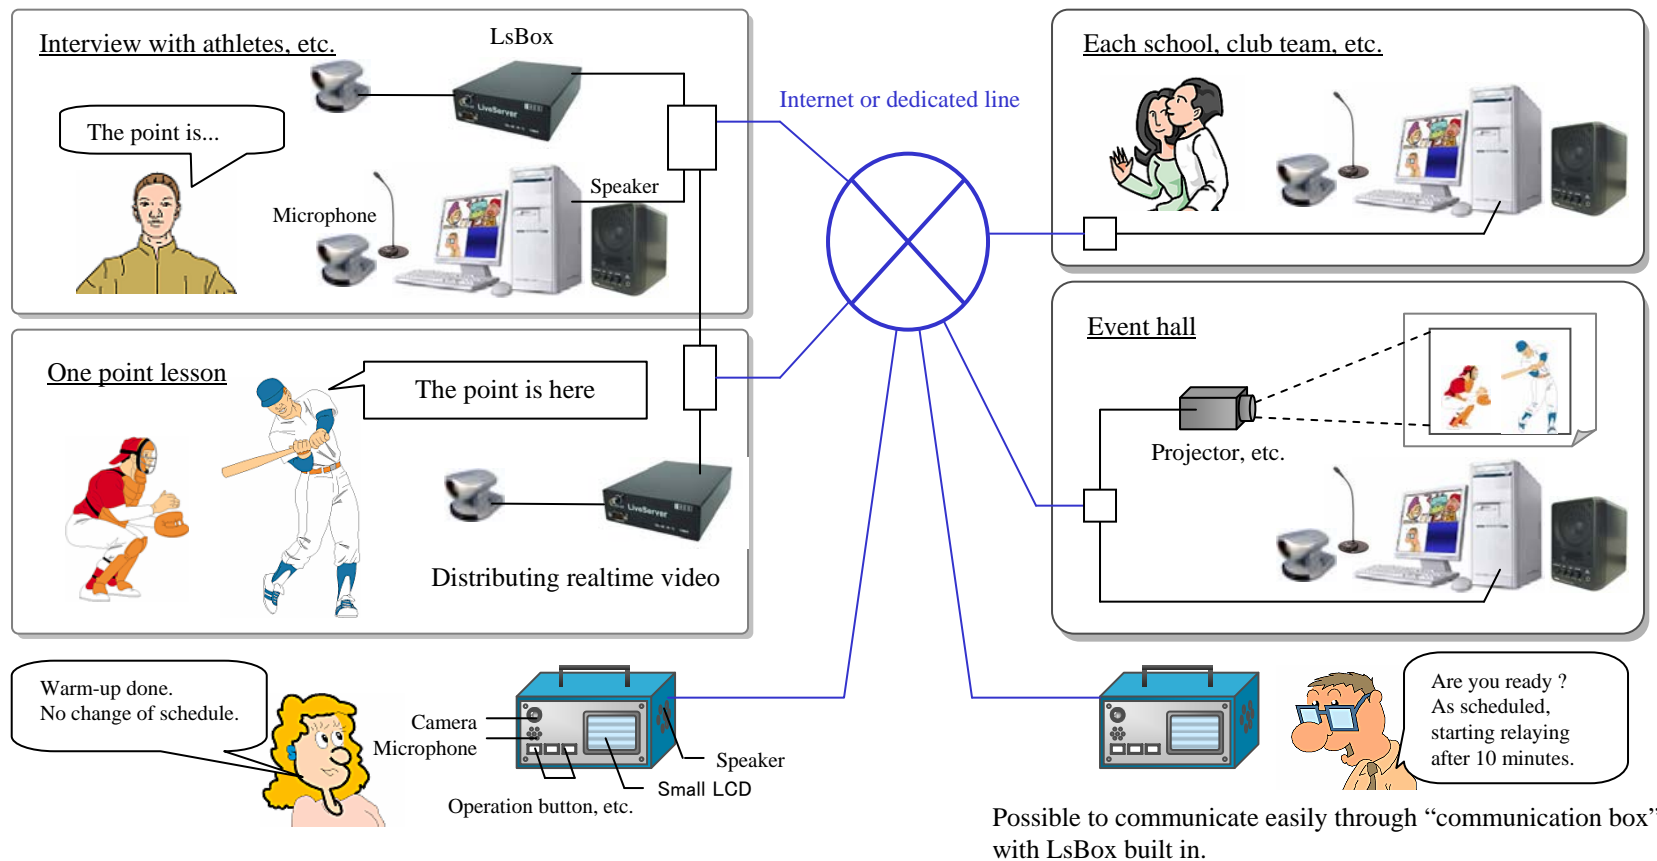 Interview with athletes, etc.
LsBox
The point is...
LiveServer
Speaker
Microphone
Internet or dedicated line
Each school, club team, etc.
One point lesson
The point is here
LiveServer
Distributing realtime video
Event hall
Projector, etc.
Warm-up done.
No change of schedule.
Camera
Microphone
Operation button, etc.
Speaker
Small LCD
Are you ready ?
As scheduled,
starting relaying
after 10 minutes.
Possible to communicate easily through “communication box”
with LsBox built in.